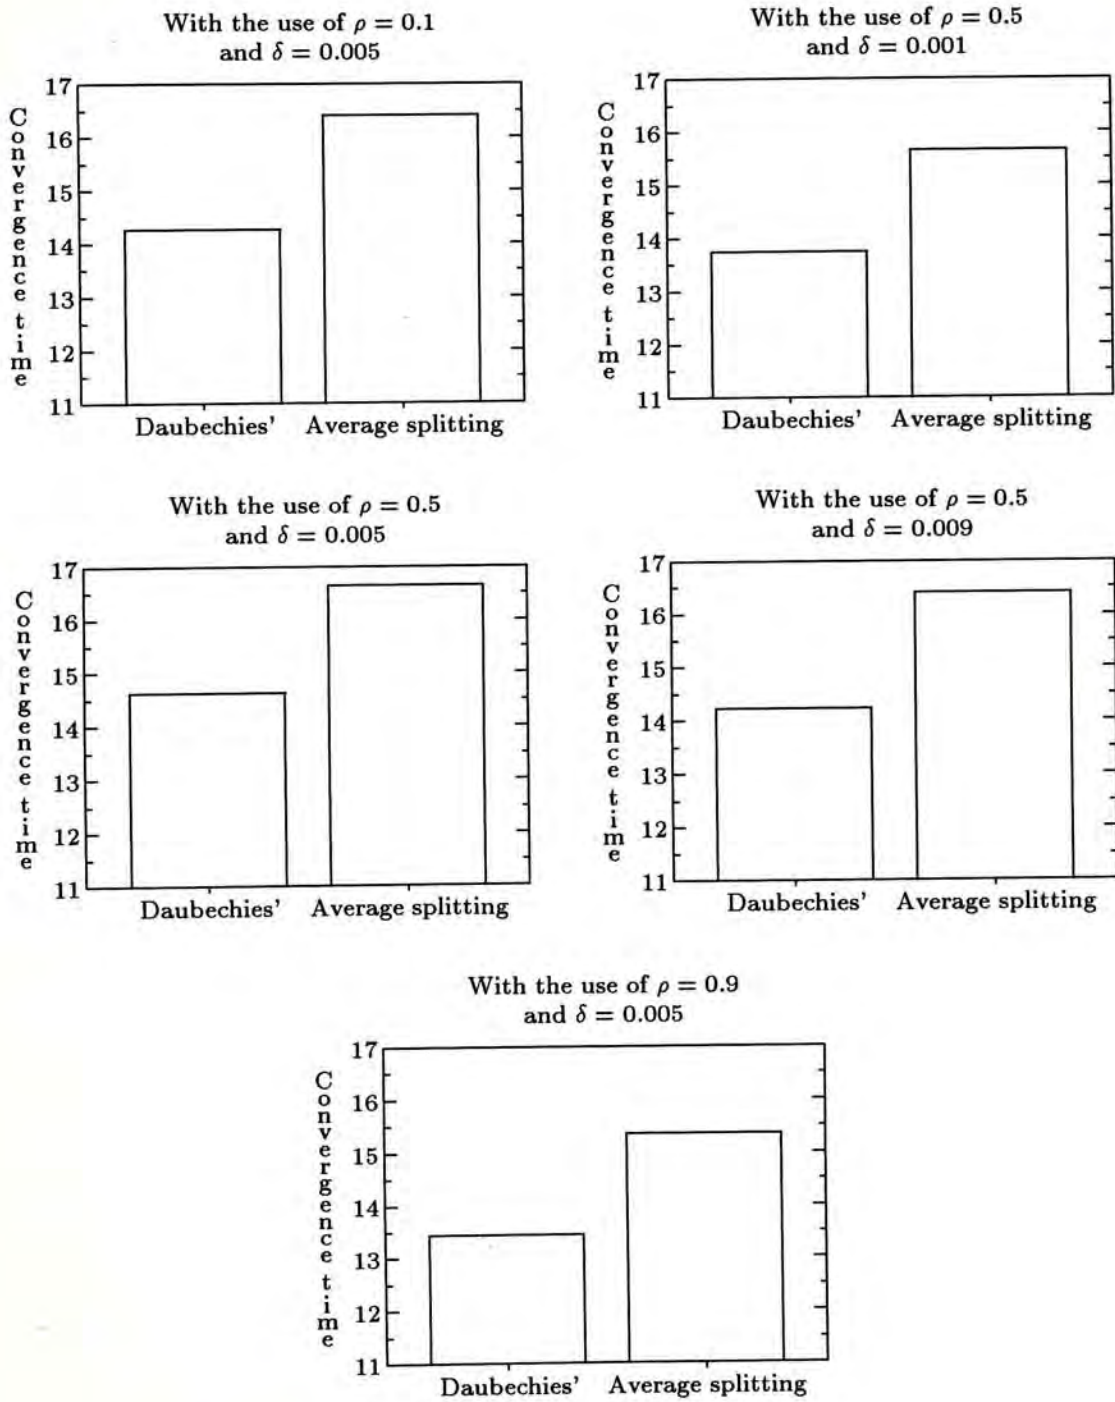 With the use of ρ = 0.1
and δ = 0.005
Convergence time
17
16
15
14
13
12
11
Daubechies' Average splitting
With the use of ρ = 0.5
and δ = 0.001
Convergence time
17
16
15
14
13
12
11
Daubechies' Average splitting
With the use of ρ = 0.5
and δ = 0.005
Convergence time
17
16
15
14
13
12
11
Daubechies' Average splitting
With the use of ρ = 0.5
and δ = 0.009
Convergence time
17
16
15
14
13
12
11
Daubechies' Average splitting
With the use of ρ = 0.9
and δ = 0.005
Convergence time
17
16
15
14
13
12
11
Daubechies' Average splitting